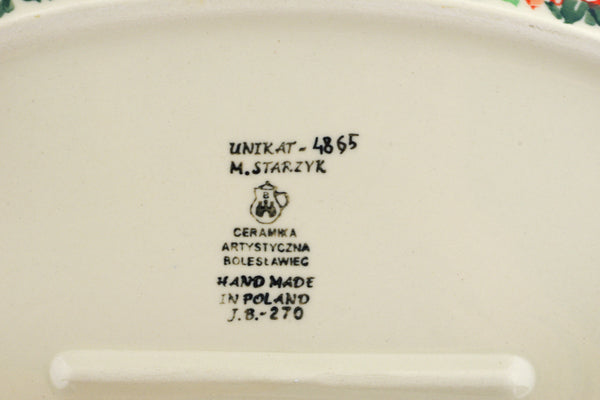 UNIKAT - 4865
M. STARZYK
B
CERAMIKA
ARTYSTYCZNA
BOLESŁAWIEC
HAND MADE
IN POLAND
J.B.-270